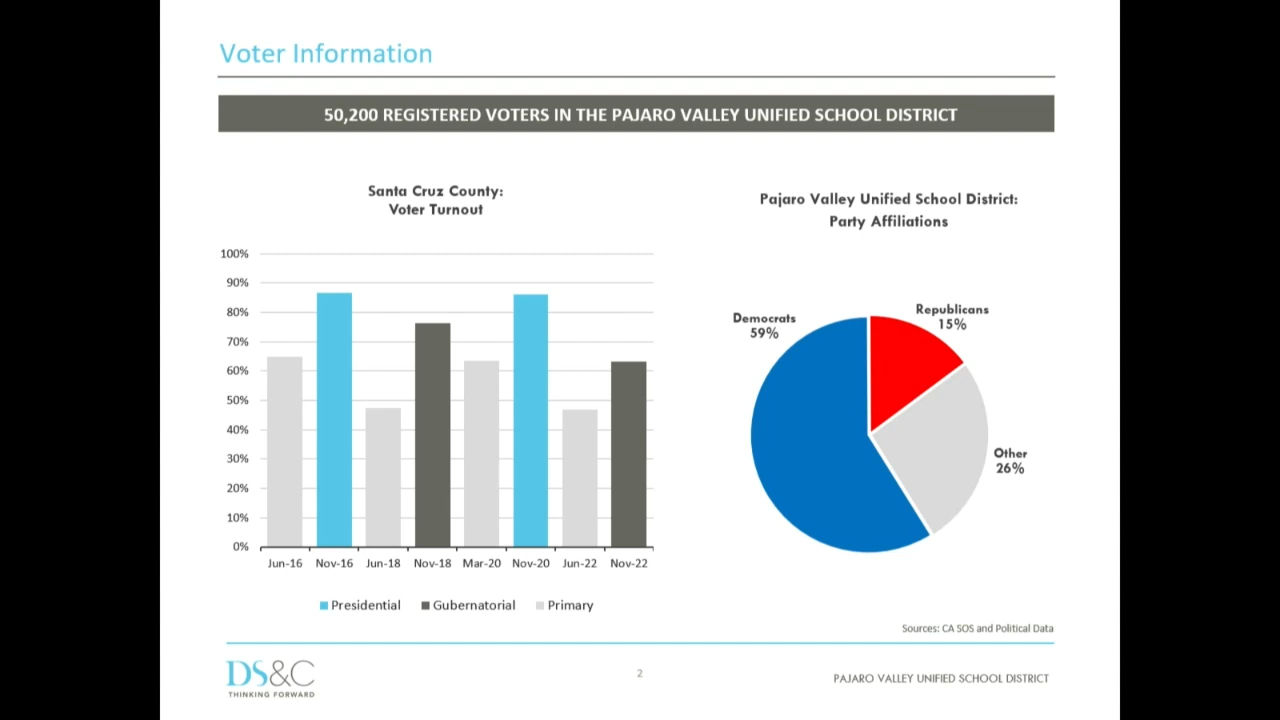 Voter Information
50,200 REGISTERED VOTERS IN THE PAJARO VALLEY UNIFIED SCHOOL DISTRICT
Santa Cruz County:
Voter Turnout
100%
90%
80%
70%
60%
50%
40%
30%
20%
10%
0%
Jun-16 Nov-16 Jun-18 Nov-18 Mar-20 Nov-20 Jun-22 Nov-22
Presidential Gubernatorial Primary
Pajaro Valley Unified School District:
Party Affiliations
Republicans
15%
Democrats
59%
Other
26%
Sources: CA SOS and Political Data
DS&C
THINKING FORWARD
2
PAJARO VALLEY UNIFIED SCHOOL DISTRICT